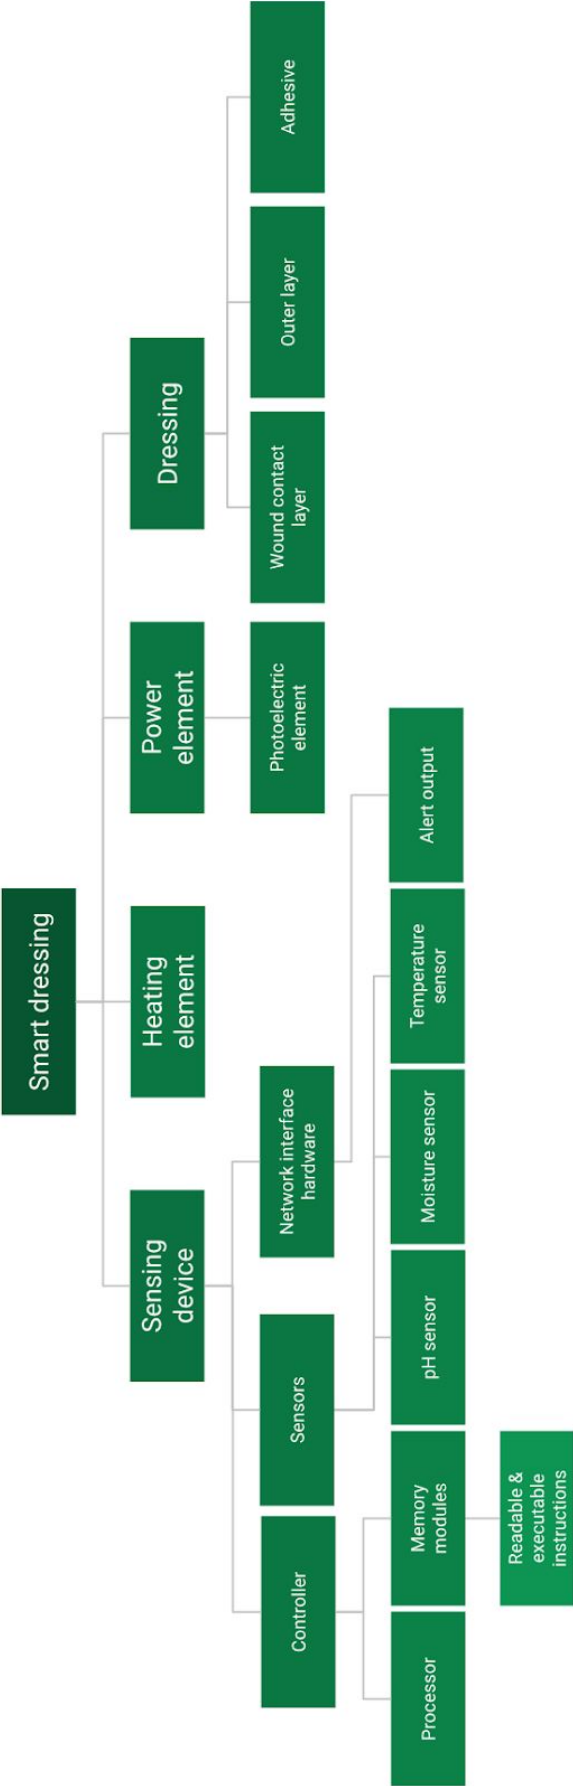 Smart dressing
Sensing
device
Heating
element
Power
element
Dressing
Controller
Sensors
Network interface
hardware
Photoelectric
element
Wound contact
layer
Outer layer
Adhesive
Processor
Memory
modules
pH sensor
Moisture sensor
Temperature
sensor
Alert output
Readable &
executable
instructions